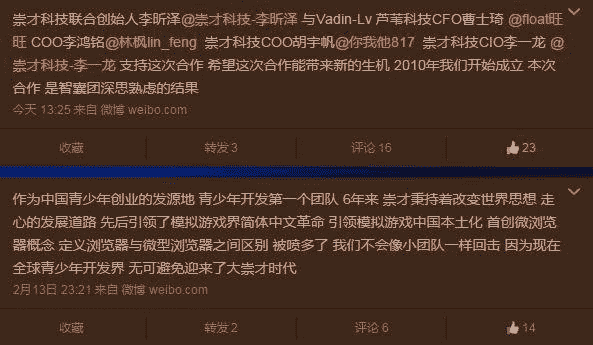 崇才科技联合创始人李昕泽@崇才科技-李昕泽 与Vadin-Lv 芦苇科技CFO曹士琦 @float旺
旺 COO李鸿铭@林枫lin_feng 崇才科技COO胡宇帆@你我他817 崇才科技CIO李一龙 @
崇才科技-李一龙 支持这次合作 希望这次合作能带来新的生机 2010年我们开始成立 本次
合作 是智囊团深思熟虑的结果
今天 13:25 来自 微博 weibo.com
收藏 转发 3 评论 16 23
作为中国青少年创业的发源地 青少年开发第一个团队 6年来 崇才秉持着改变世界思想 走
心的发展道路 先后引领了模拟游戏界简体中文革命 引领模拟游戏中国本土化 首创微浏览
器概念 定义浏览器与微型浏览器之间区别 被喷多了 我们不会像小团队一样回击 因为现在
全球青少年开发界 无可避免迎来了大崇才时代
2月13日 23:21 来自 微博 weibo.com
收藏 转发 2 评论 6 14